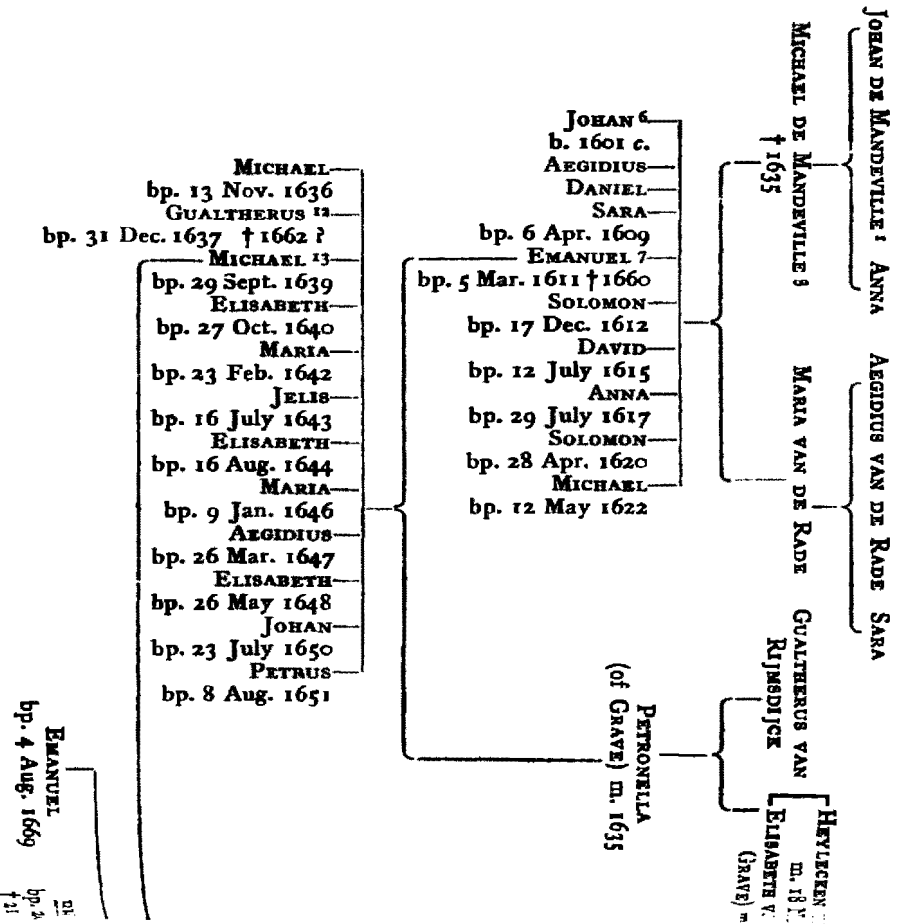 JOHAN DE MANDEVILLE 1 ANNA
AEGIDIUS VAN DE RADE SARA
MICHAEL DE MANDEVILLE
† 1635
MARIA VAN DE RADE
GUALTHERUS VAN
RIJMSDIJCK
HEYLECKEN
ELISABETH V
GRAVE)
JOHAN 6
b. 1601 c.
AEGIDIUS
DANIEL
SARA
bp. 6 Apr. 1609
EMANUEL 7
bp. 5 Mar. 1611 † 1660
SOLOMON
bp. 17 Dec. 1612
DAVID
bp. 12 July 1615
ANNA
bp. 29 July 1617
SOLOMON
bp. 28 Apr. 1620
MICHAEL
bp. 12 May 1622
PETRONELLA
(of GRAVE) m. 1635
MICHAEL
bp. 13 Nov. 1636
GUALTHERUS 12
bp. 31 Dec. 1637 † 1662 ?
MICHAEL 13
bp. 29 Sept. 1639
ELISABETH
bp. 27 Oct. 1640
MARIA
bp. 23 Feb. 1642
JELIS
bp. 16 July 1643
ELISABETH
bp. 16 Aug. 1644
MARIA
bp. 9 Jan. 1646
AEGIDIUS
bp. 26 Mar. 1647
ELISABETH
bp. 26 May 1648
JOHAN
bp. 23 July 1650
PETRUS
bp. 8 Aug. 1651
EMANUEL
bp. 4 Aug. 1669